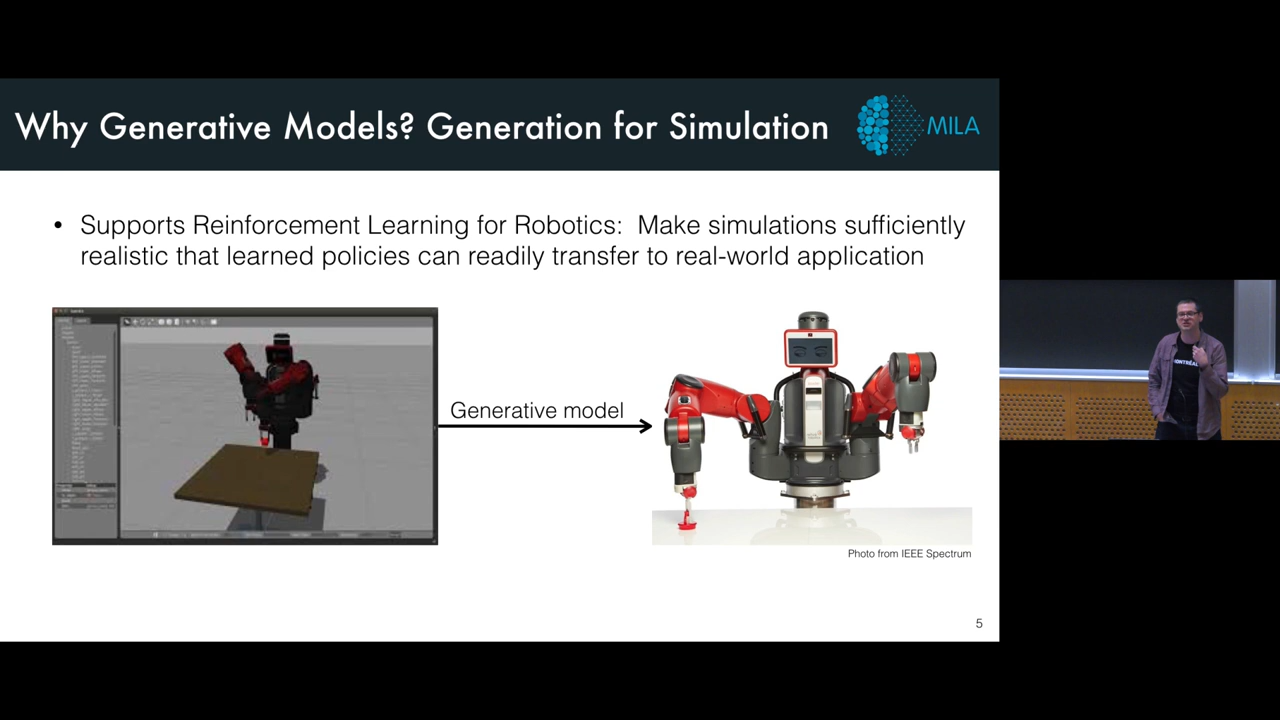 Why Generative Models? Generation for Simulation
MILA
• Supports Reinforcement Learning for Robotics: Make simulations sufficiently
realistic that learned policies can readily transfer to real-world application
Generative model
Photo from IEEE Spectrum
5
MONTRÉAL